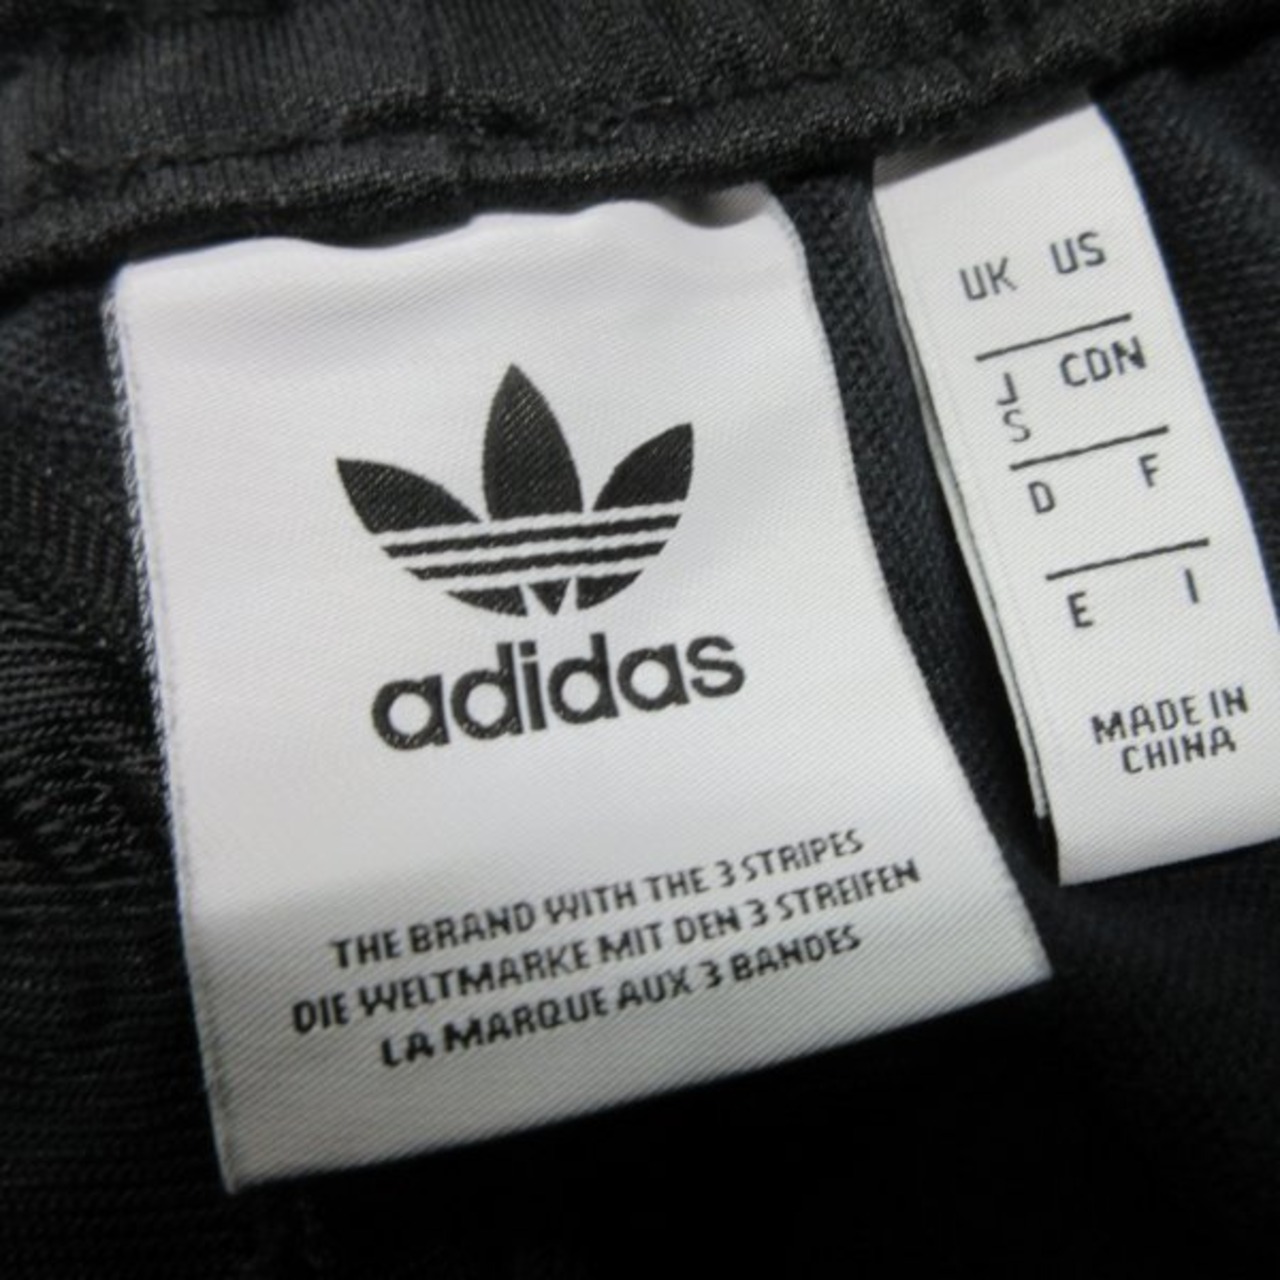 adidas
THE BRAND WITH THE 3 STRIPES
DIE WELTMARKE MIT DEN 3 STREIFEN
LA MARQUE AUX 3 BANDES
UK US
J CDN
S
D F
E I
MADE IN
CHINA